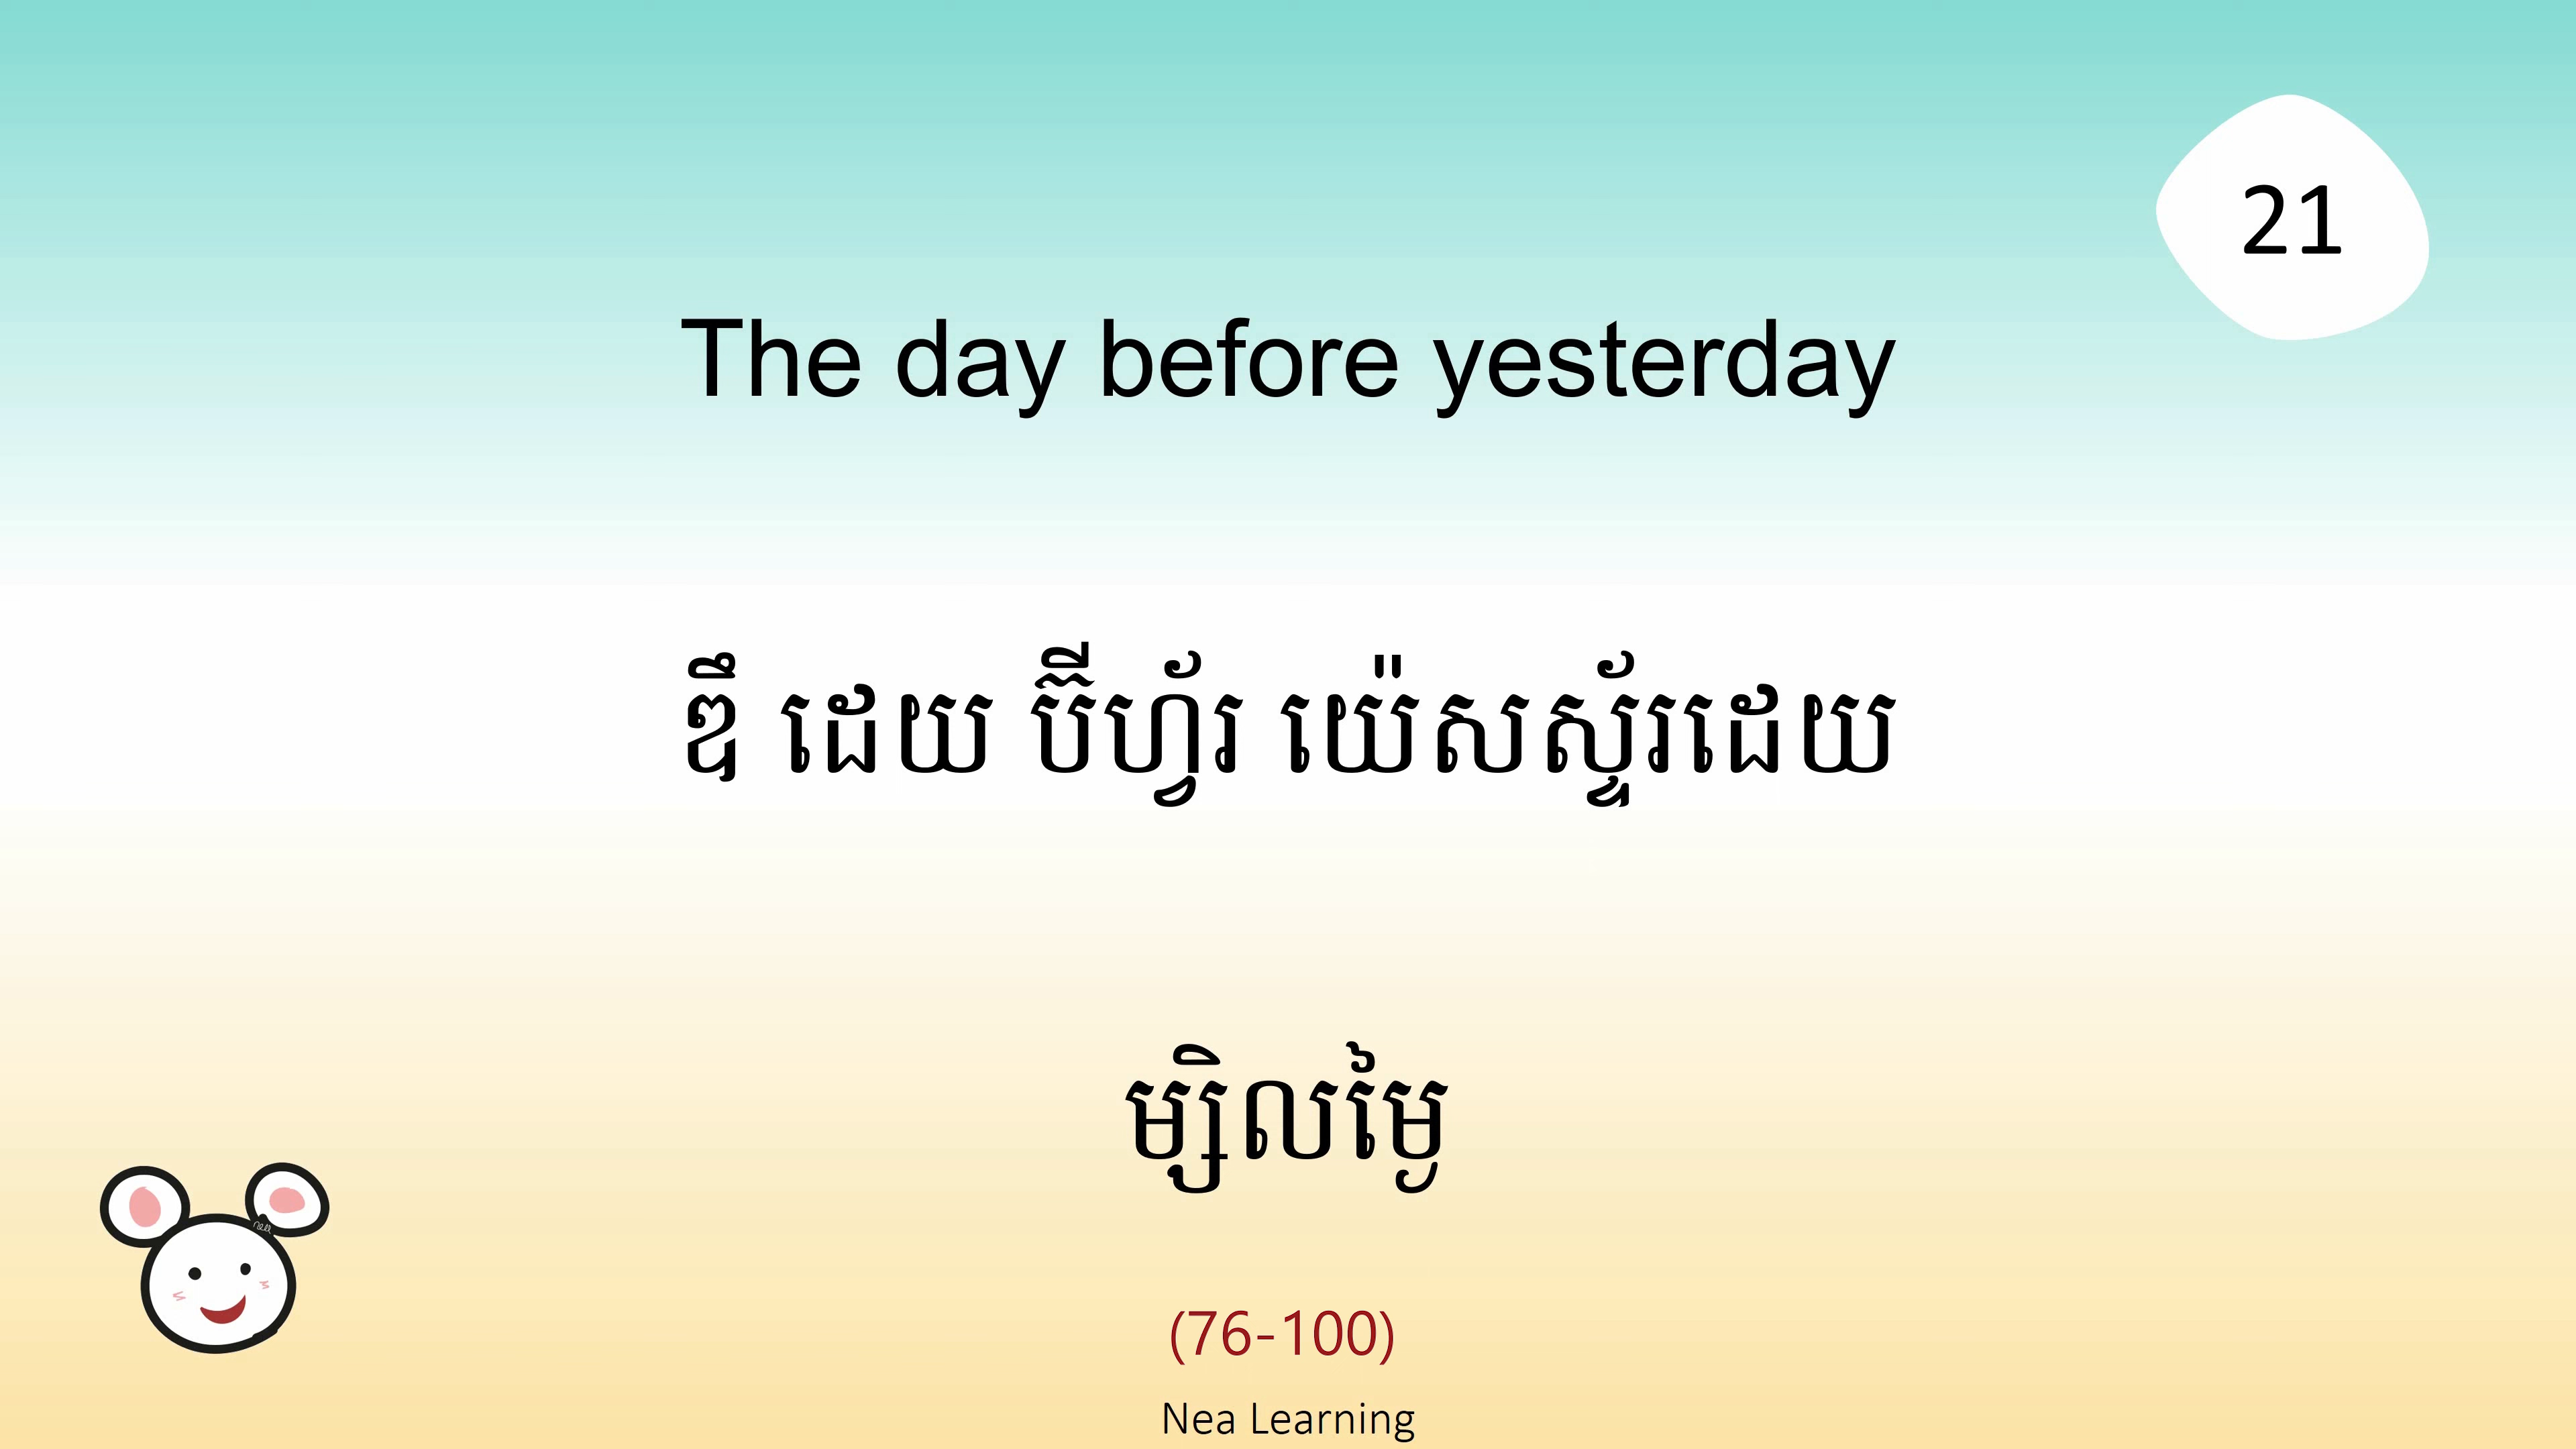 21
The day before yesterday
ឌឹ ដេយ ប៊ីហ្វ័រ យ៉េសស្ទ័រដេយ
ម្សិលម៉្ងៃ
(76-100)
nea
Nea Learning